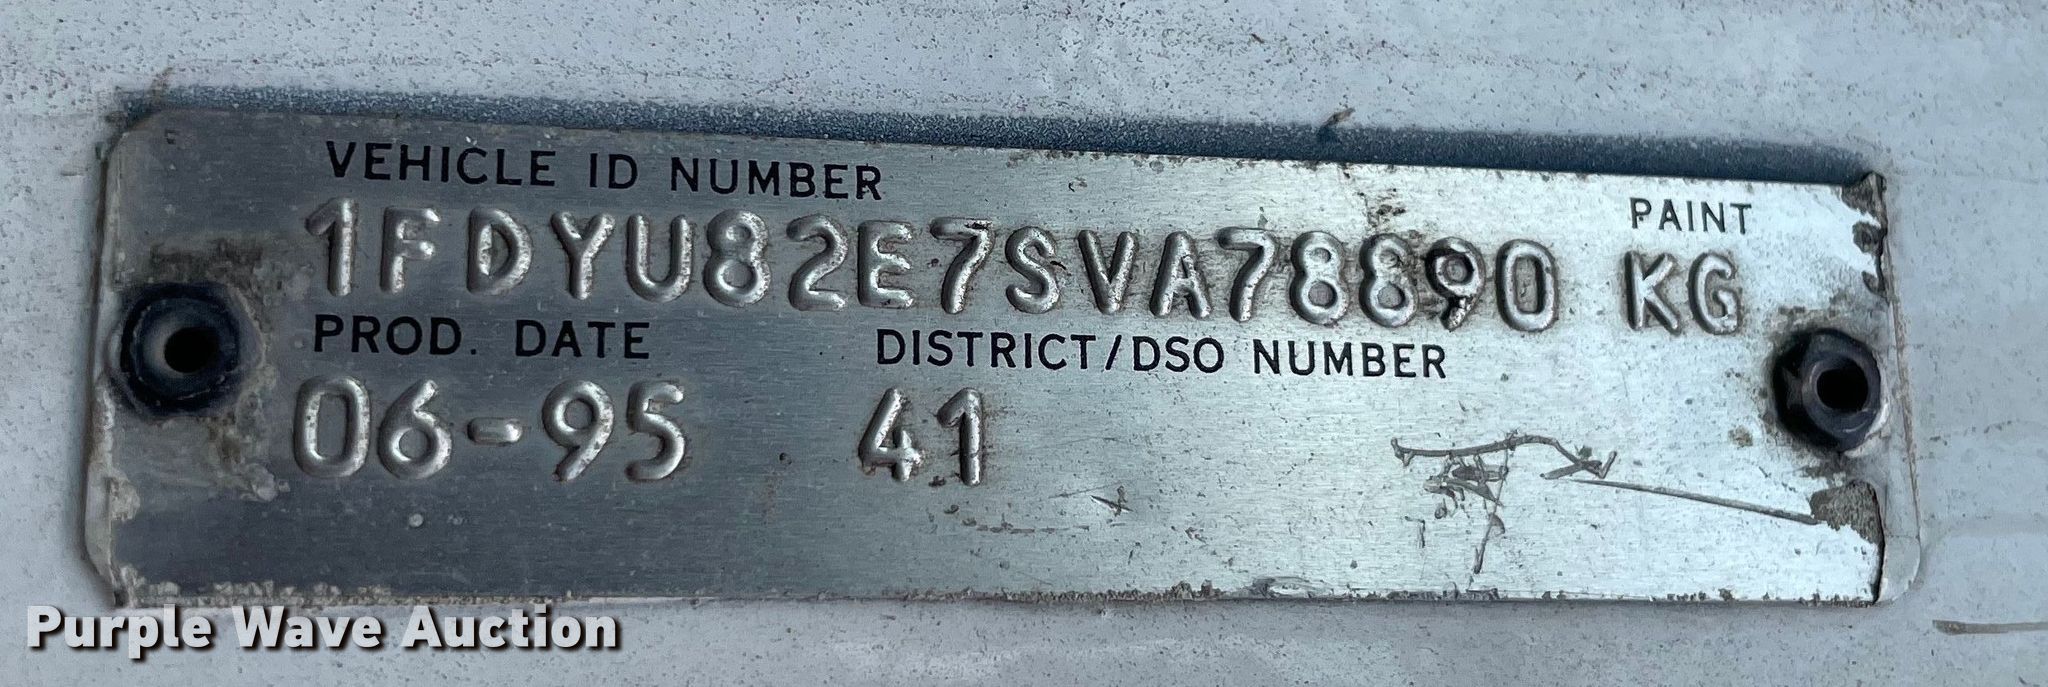 VEHICLE ID NUMBER
1FDYU82E7SVA78890
PAINT
KG
PROD. DATE
06-95
DISTRICT/DSO NUMBER
41
Purple Wave Auction